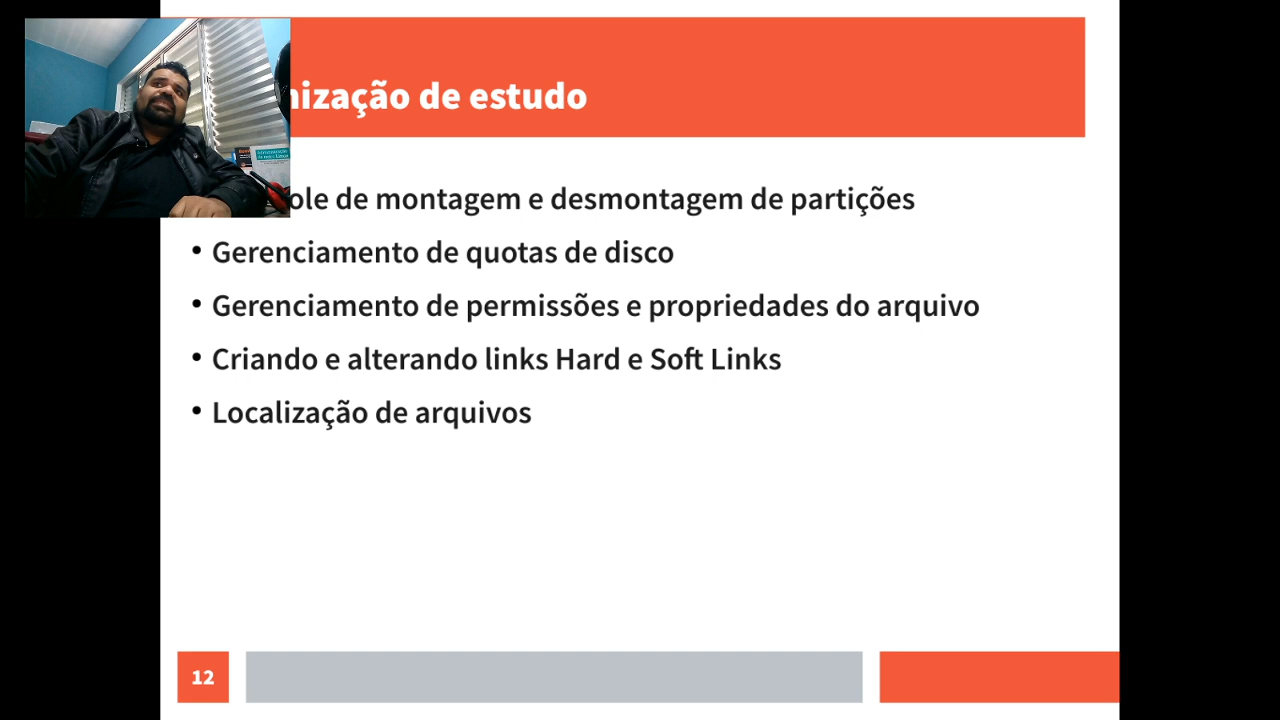 nização de estudo
ole de montagem e desmontagem de partições
• Gerenciamento de quotas de disco
• Gerenciamento de permissões e propriedades do arquivo
• Criando e alterando links Hard e Soft Links
• Localização de arquivos
12